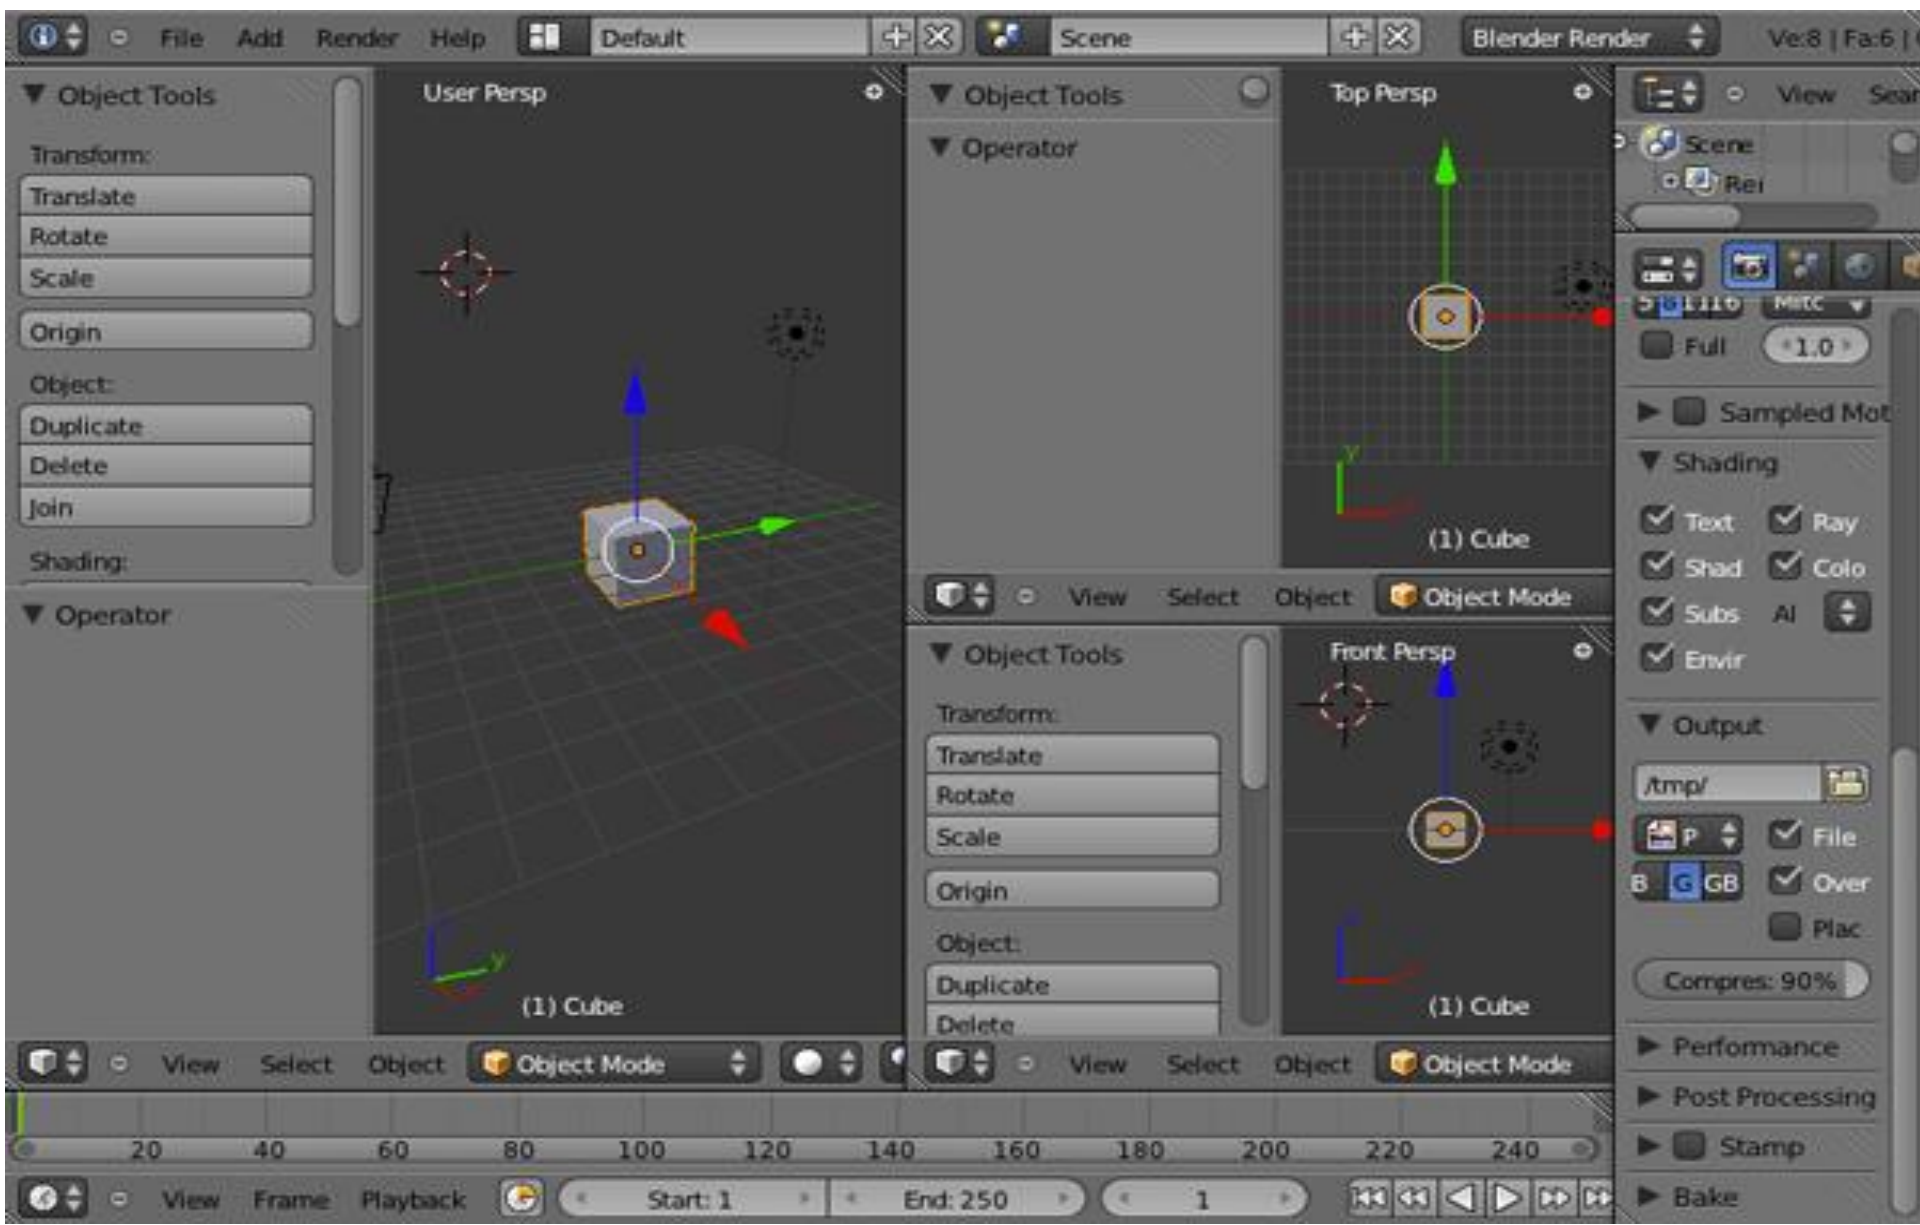 File Add Render Help Default Scene Blender Render Ve:8 | Fa:6 |
Object Tools
Transform:
Translate
Rotate
Scale
Origin
Object:
Duplicate
Delete
Join
Shading:
Operator
User Persp
(1) Cube
View Select Object Object Mode
Object Tools
Operator
Top Persp
y
(1) Cube
View Select Object Object Mode
Object Tools
Transform:
Translate
Rotate
Scale
Origin
Object:
Duplicate
Delete
Front Persp
(1) Cube
View Select Object Object Mode
y
View Sear
Scene
Rei
Mitc
Full 1.0
Sampled Mot
Shading
Text Ray
Shad Colo
Subs Al
Envir
Output
/tmp/
P File
B G GB Over
Plac
Compres: 90%
Performance
Post Processing
Stamp
Bake
20 40 60 80 100 120 140 160 180 200 220 240
View Frame Playback Start: 1 End: 250 1